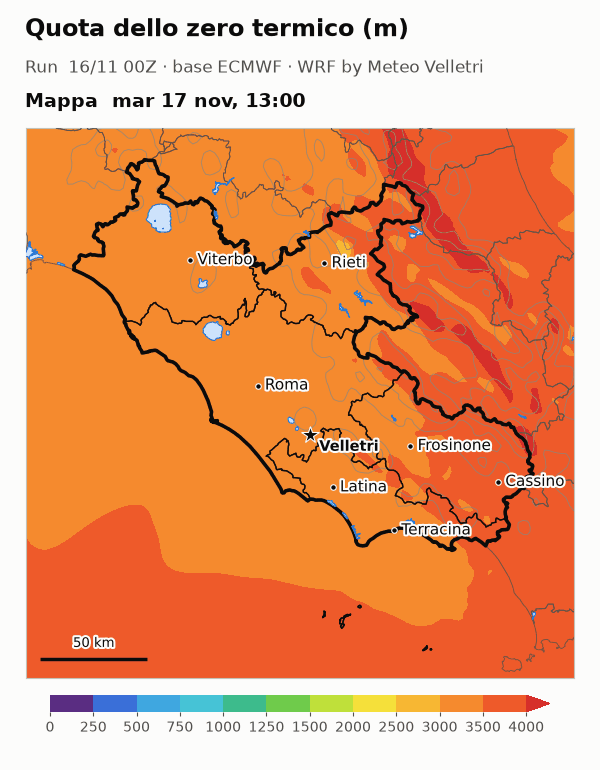 Quota dello zero termico (m)
Run 16/11 00Z · base ECMWF · WRF by Meteo Velletri
Mappa mar 17 nov, 13:00
Viterbo
Rieti
Roma
Velletri
Frosinone
Latina
Cassino
Terracina
50 km
0 250 500 750 1000 1250 1500 2000 2500 3000 3500 4000